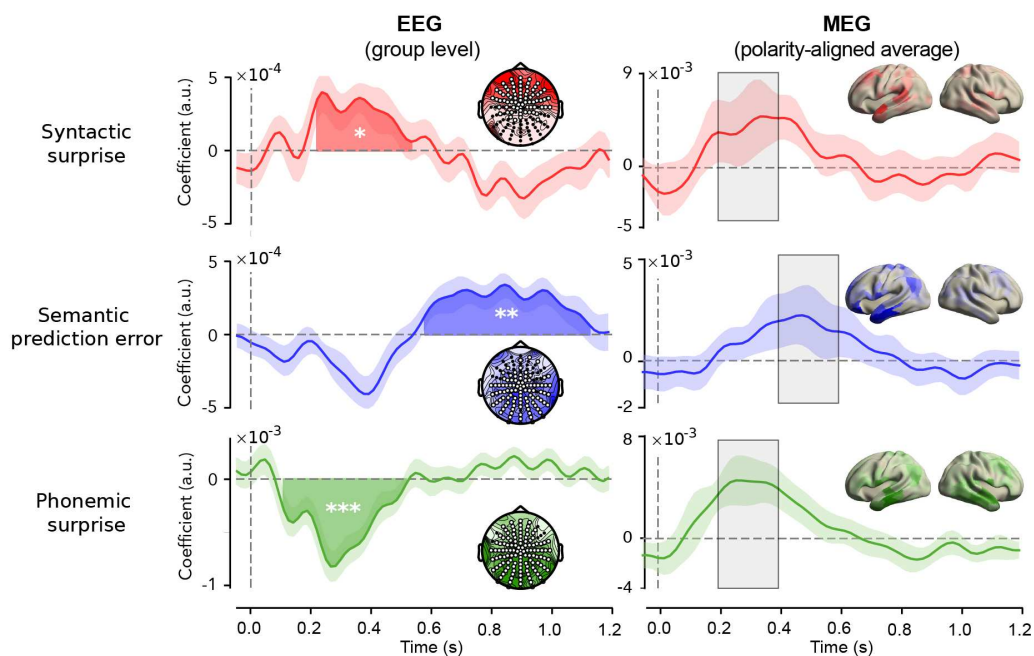 EEG
(group level)
MEG
(polarity-aligned average)
Syntactic
surprise
Coefficient (a.u.)
×10⁻⁴
5
0
-5
*
×10⁻³
9
0
-5
Semantic
prediction error
Coefficient (a.u.)
×10⁻⁴
5
0
-5
**
×10⁻³
5
0
-2
Phonemic
surprise
Coefficient (a.u.)
×10⁻³
0
-1
***
×10⁻³
8
0
-4
0.0 0.2 0.4 0.6 0.8 1.0 1.2
Time (s)
0.0 0.2 0.4 0.6 0.8 1.0 1.2
Time (s)